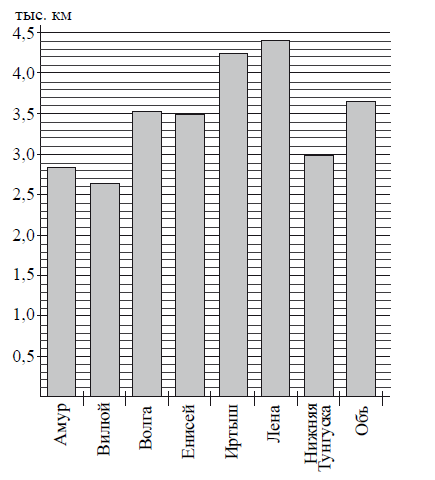 тыс. км
4,5
4,0
3,5
3,0
2,5
2,0
1,5
1,0
0,5
Амур
Вилюй
Волга
Енисей
Иртыш
Лена
Нижняя
Тунгуска
Обь